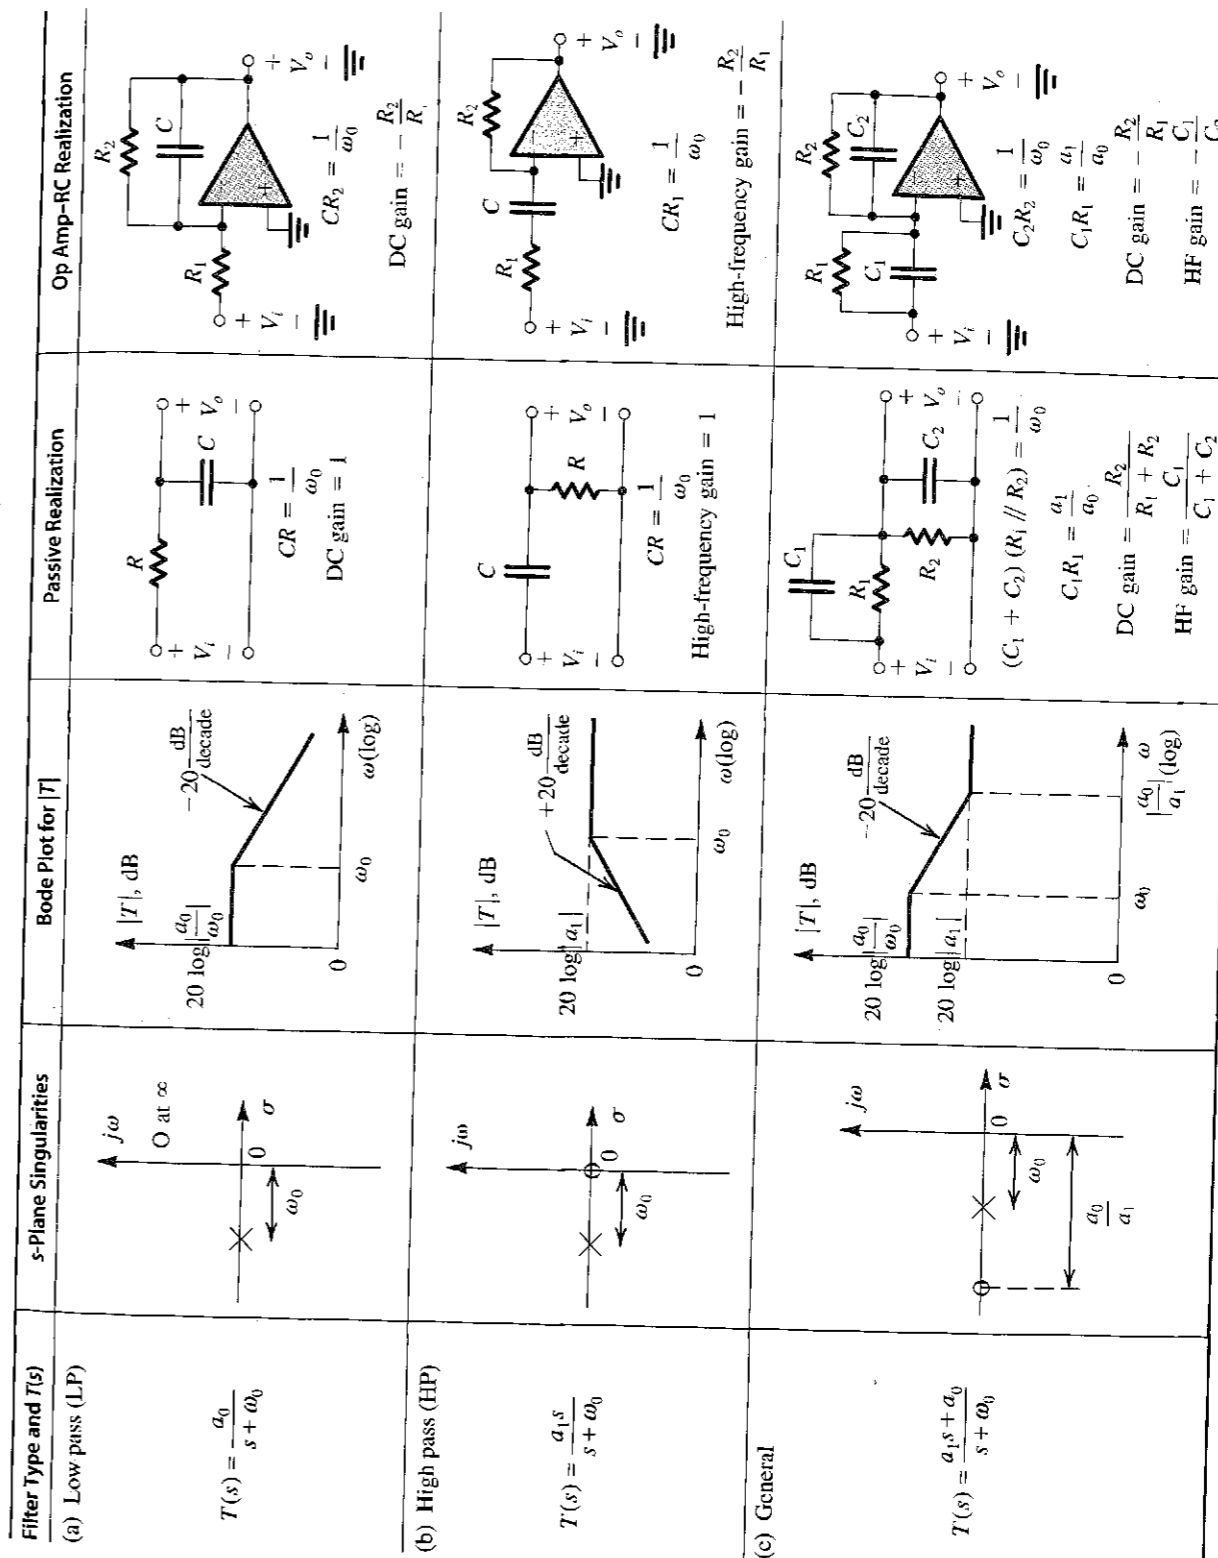 Filter Type and T(s)
s-Plane Singularities
Bode Plot for |T|
Passive Realization
Op Amp–RC Realization
(a) Low pass (LP)
T(s) = a₀ / (s + ω₀)
jω
O at ∞
σ
0
ω₀
|T|, dB
20 log |a₀/ω₀|
−20 dB/decade
0
ω₀
ω(log)
R
+
Vᵢ
−
+
Vₒ
−
C
CR = 1/ω₀
DC gain = 1
R₂
C
R₁
+
Vᵢ
−
+
+
Vₒ
−
CR₂ = 1/ω₀
DC gain = − R₂/R
(b) High pass (HP)
T(s) = a₁s / (s + ω₀)
jω
σ
0
ω₀
|T|, dB
20 log |a₁|
+20 dB/decade
0
ω₀
ω(log)
C
+
Vᵢ
−
R
+
Vₒ
−
CR = 1/ω₀
High-frequency gain = 1
R₂
C
R₁
+
Vᵢ
−
+
+
Vₒ
−
CR₁ = 1/ω₀
High-frequency gain = − R₂/R₁
(c) General
T(s) = (a₁s + a₀) / (s + ω₀)
jω
σ
0
ω₀
a₀/a₁
|T|, dB
20 log |a₀/ω₀|
20 log |a₁|
−20 dB/decade
0
ω₀
|a₀/a₁|
ω
(log)
C₁
R₁
+
Vᵢ
−
R₂
C₂
+
Vₒ
−
(C₁ + C₂) (R₁ // R₂) = 1/ω₀
C₁R₁ = a₁/a₀
DC gain = R₂ / (R₁ + R₂)
HF gain = C₁ / (C₁ + C₂)
R₂
C₂
R₁
C₁
+
Vᵢ
−
+
+
Vₒ
−
C₂R₂ = 1/ω₀
C₁R₁ = a₁/a₀
DC gain = − R₂/R₁
HF gain = − C₁/C₂